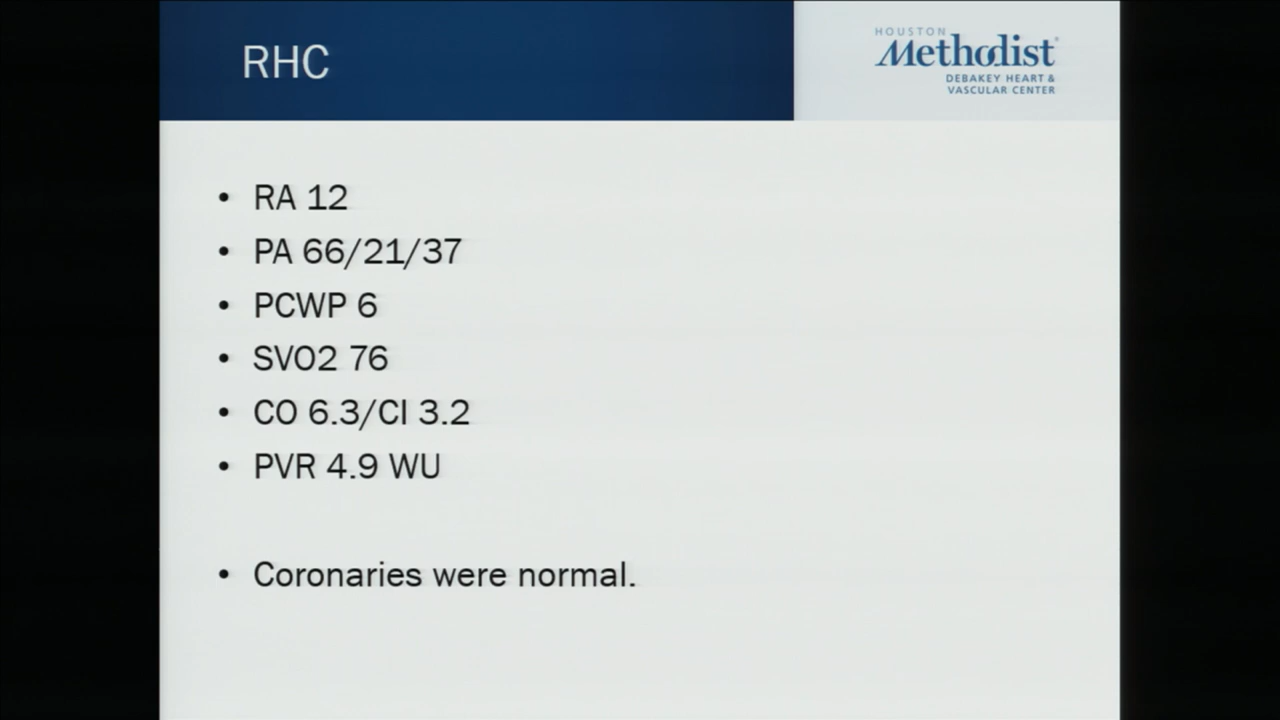 RHC
HOUSTON
Methodist®
DEBAKEY HEART &
VASCULAR CENTER
• RA 12
• PA 66/21/37
• PCWP 6
• SVO2 76
• CO 6.3/CI 3.2
• PVR 4.9 WU
• Coronaries were normal.